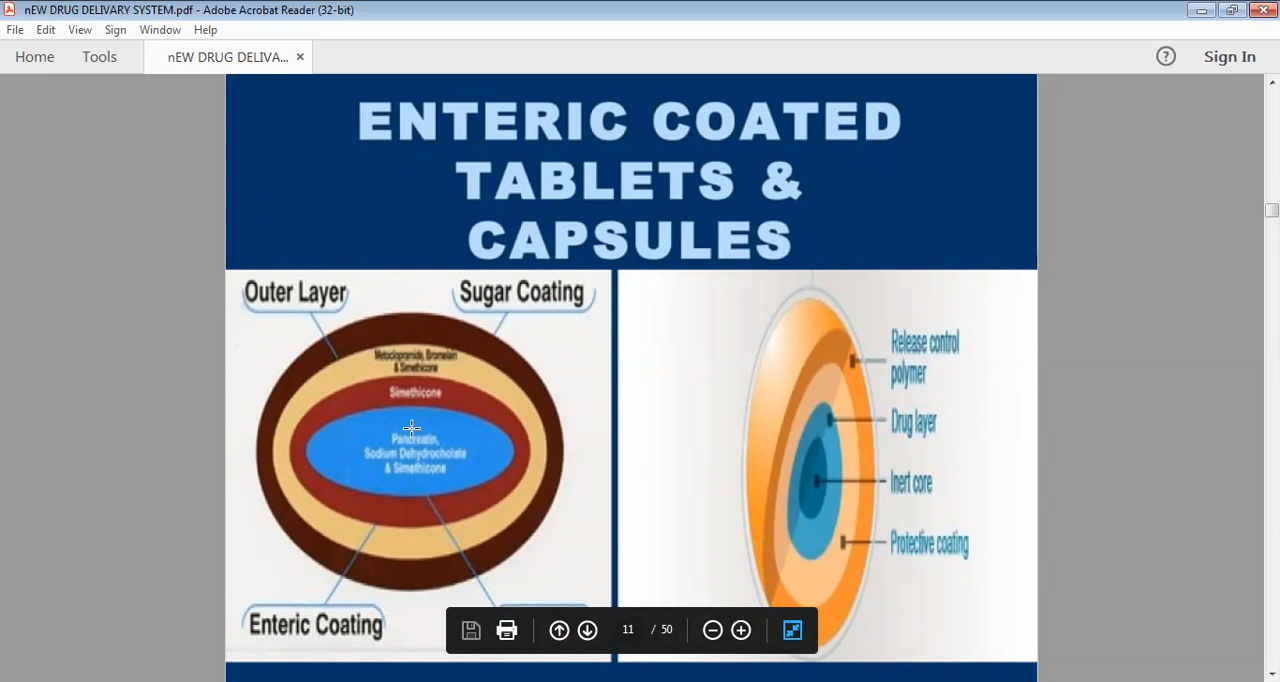 nEW DRUG DELIVARY SYSTEM.pdf - Adobe Acrobat Reader (32-bit)
File Edit View Sign Window Help
Home Tools nEW DRUG DELIVA... ×
? Sign In
ENTERIC COATED
TABLETS &
CAPSULES
Outer Layer
Sugar Coating
Metoclopramide, Bromelain
& Simethicone
Simethicone
Pancreatin,
Sodium Dehydrocholate
& Simethicone
Enteric Coating
Release control
polymer
Drug layer
Inert core
Protective coating
11 / 50